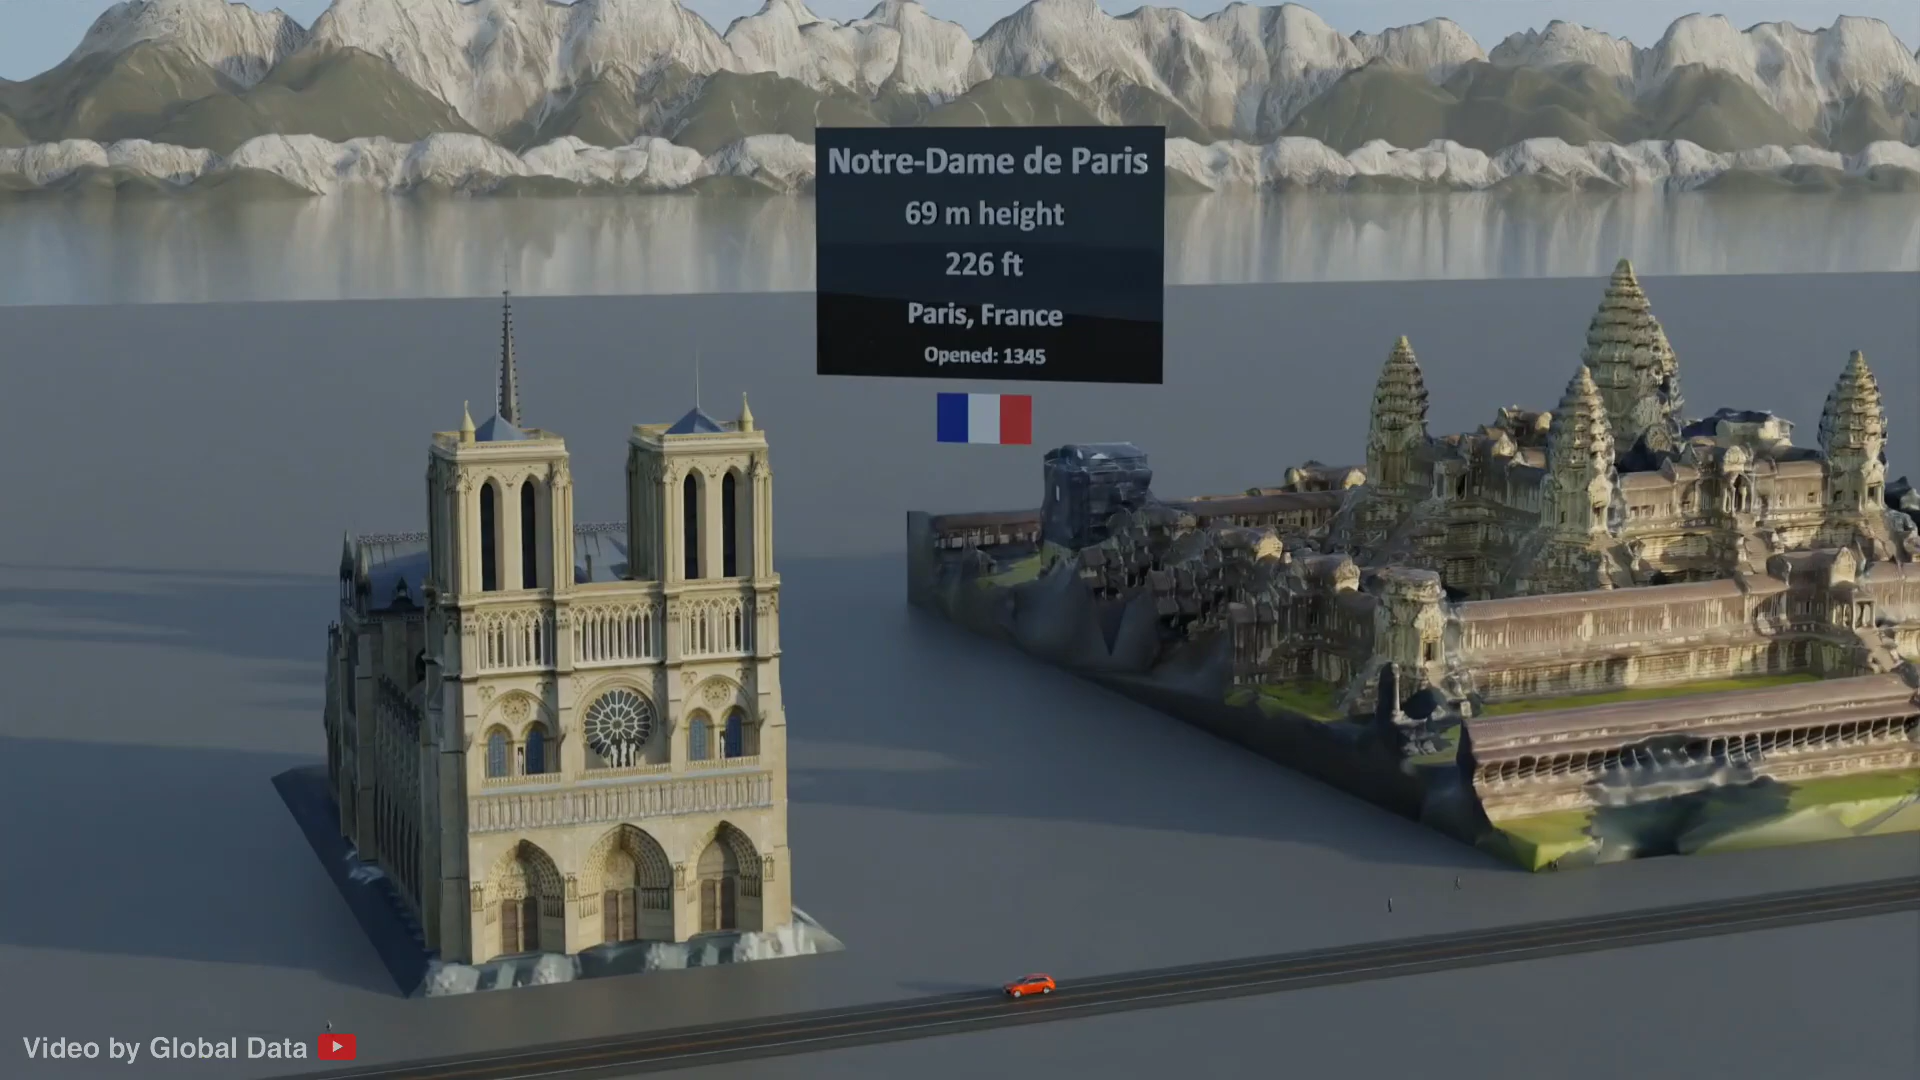 Notre-Dame de Paris
69 m height
226 ft
Paris, France
Opened: 1345
Video by Global Data